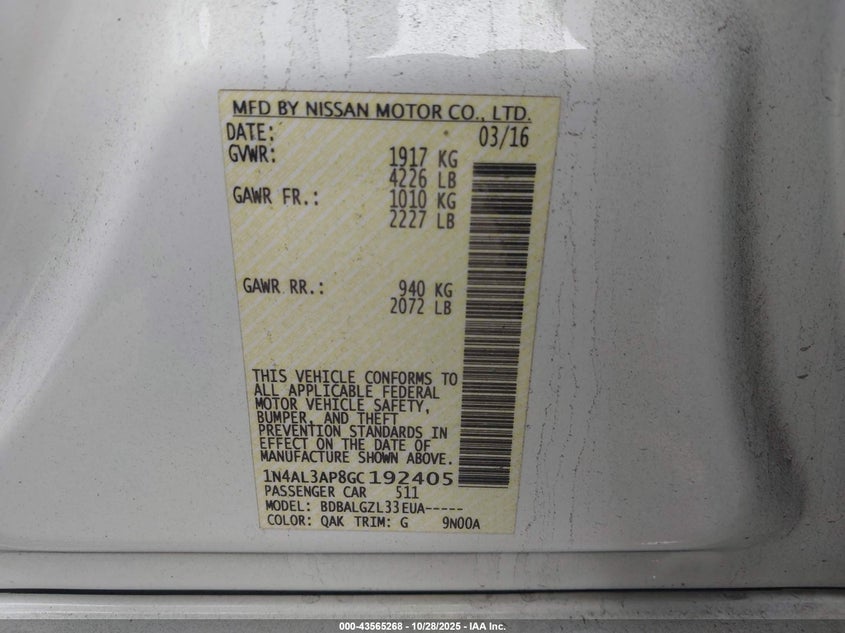 MFD BY NISSAN MOTOR CO., LTD.
DATE: 03/16
GVWR: 1917 KG
4226 LB
GAWR FR.: 1010 KG
2227 LB
GAWR RR.: 940 KG
2072 LB
THIS VEHICLE CONFORMS TO
ALL APPLICABLE FEDERAL
MOTOR VEHICLE SAFETY,
BUMPER, AND THEFT
PREVENTION STANDARDS IN
EFFECT ON THE DATE OF
MANUFACTURE SHOWN ABOVE.
1N4AL3AP8GC192405
PASSENGER CAR 511
MODEL: BDBALGZL33EUA-----
COLOR: QAK TRIM: G 9N00A
000-43565268 - 10/28/2025 - IAA Inc.